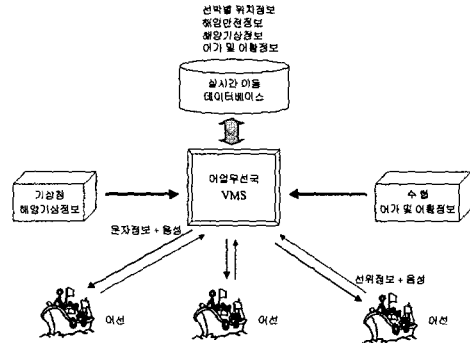 선박별 위치정보
해양안전정보
해양기상정보
어가 및 어황정보
실시간 이동
데이터베이스
어업무선국
VMS
기상청
해양기상정보
수 협
어가 및 어황정보
문자정보 + 음성
선위정보 + 음성
어선
어선
어선